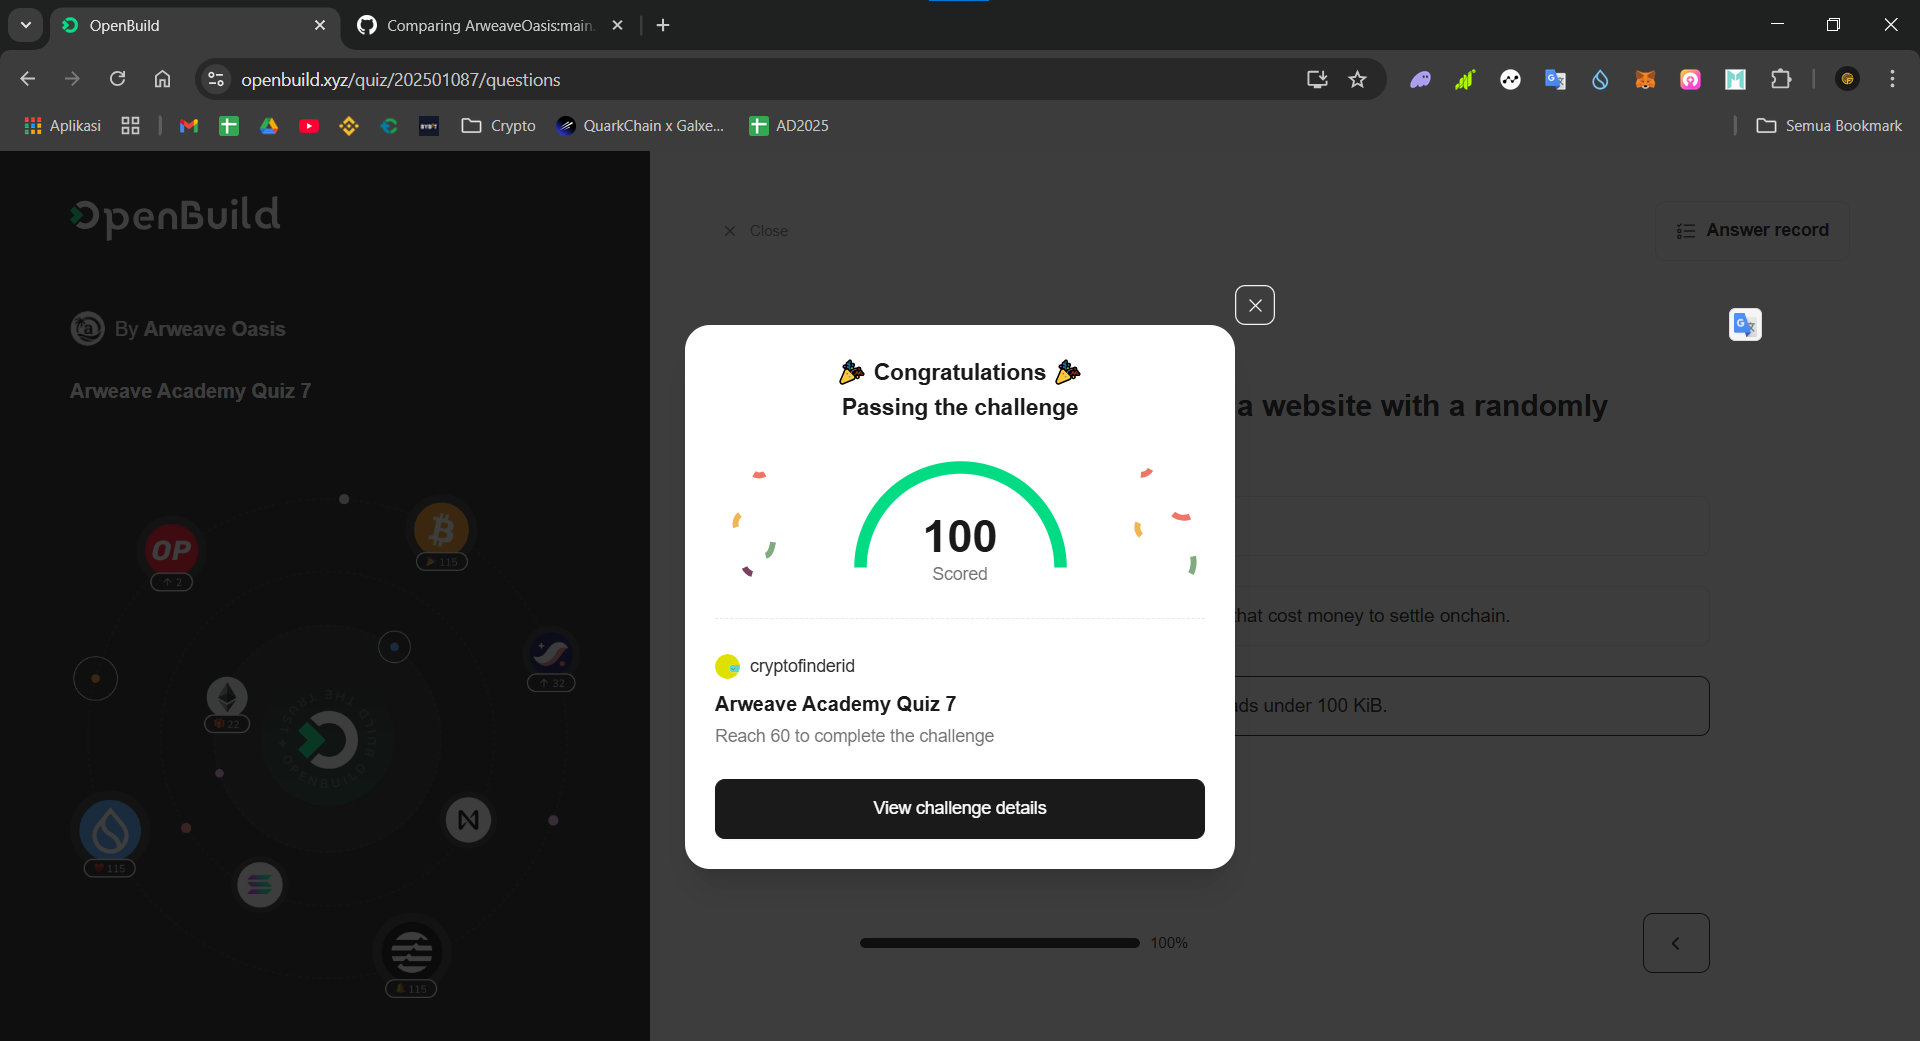 OpenBuild
Comparing ArweaveOasis:main
openbuild.xyz/quiz/202501087/questions
Aplikasi
Crypto
QuarkChain x Galxe...
AD2025
Semua Bookmark
OpenBuild
By Arweave Oasis
Arweave Academy Quiz 7
OP
2
115
32
22
115
115
Close
Answer record
a website with a randomly
that cost money to settle onchain.
ads under 100 KiB.
100%
🎉 Congratulations 🎉
Passing the challenge
100
Scored
cryptofinderid
Arweave Academy Quiz 7
Reach 60 to complete the challenge
View challenge details